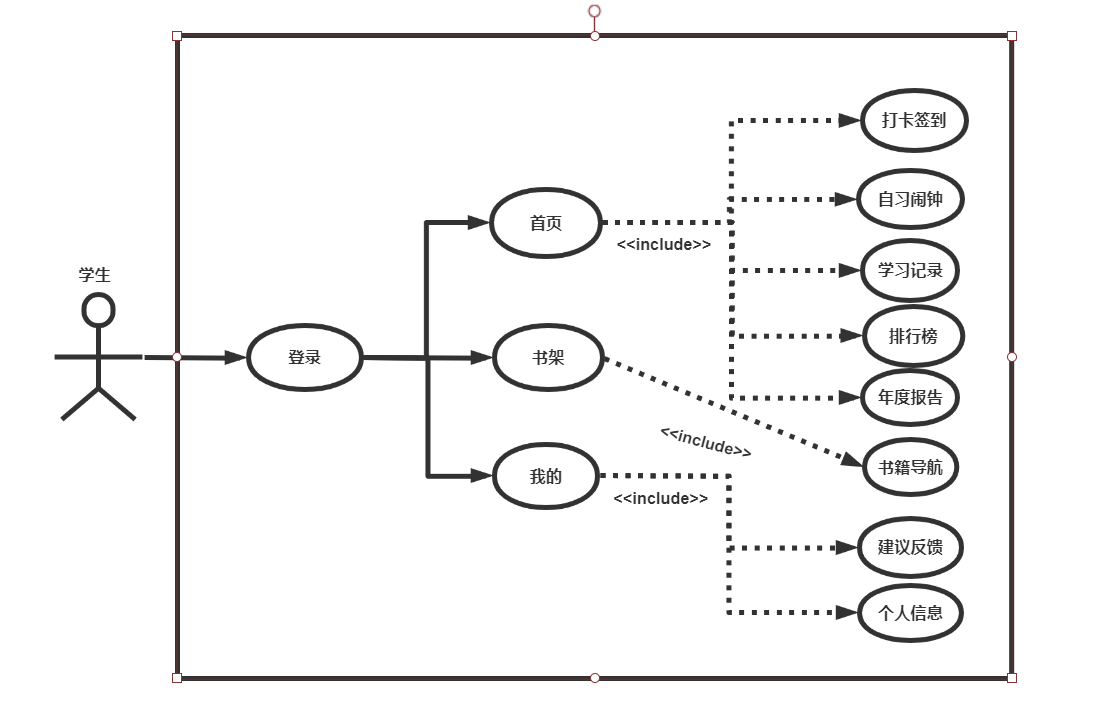 学生
登录
首页
书架
我的
<<include>>
<<include>>
<<include>>
打卡签到
自习闹钟
学习记录
排行榜
年度报告
书籍导航
建议反馈
个人信息